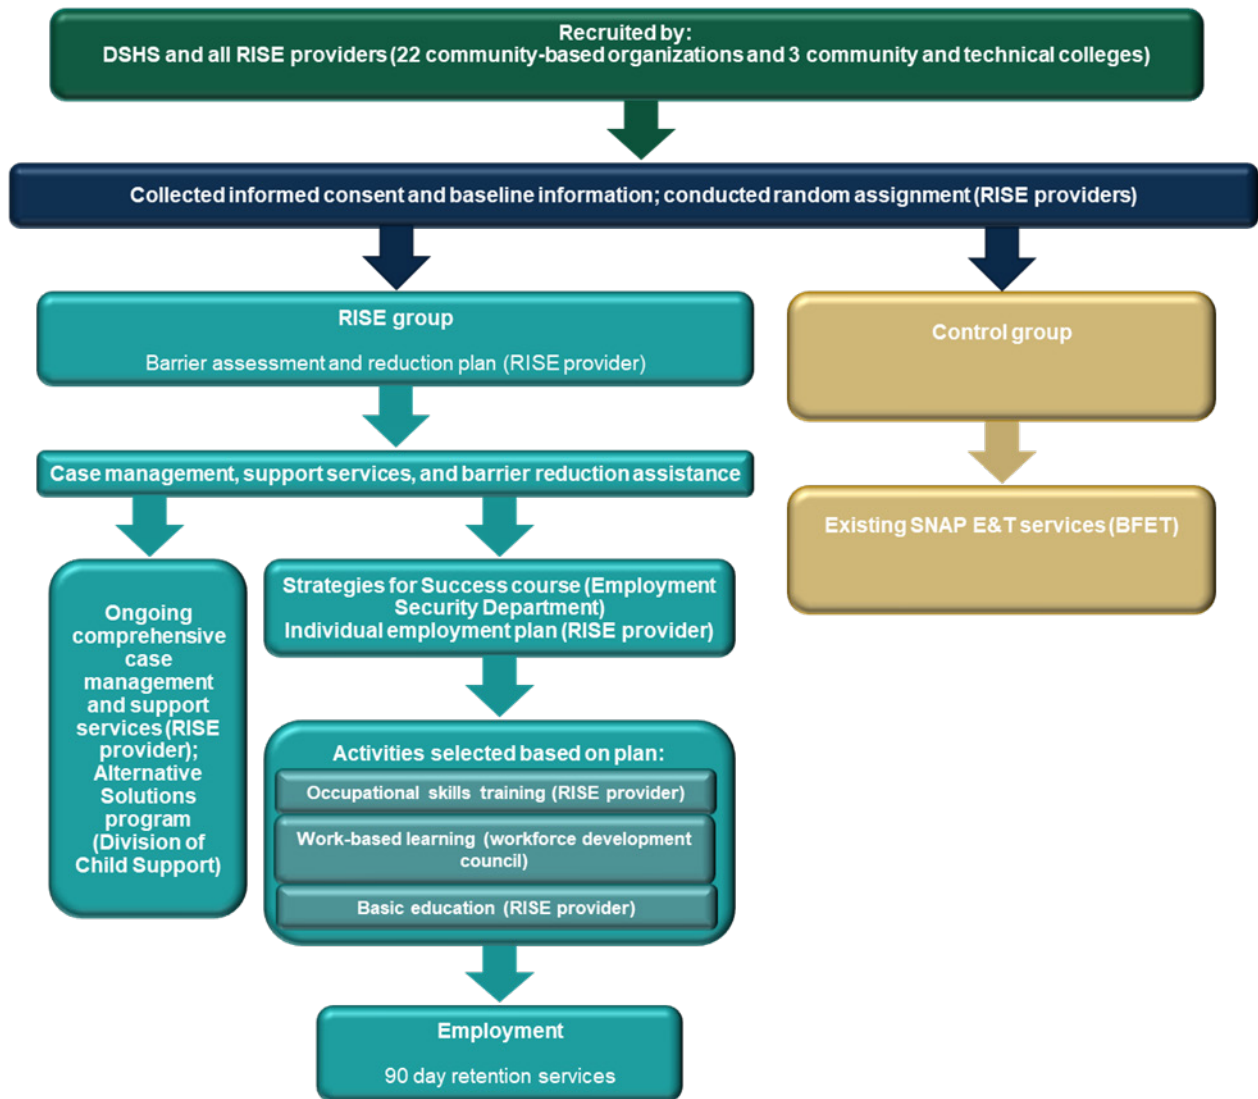 Recruited by:
DSHS and all RISE providers (22 community-based organizations and 3 community and technical colleges)
Collected informed consent and baseline information; conducted random assignment (RISE providers)
RISE group
Barrier assessment and reduction plan (RISE provider)
Control group
Case management, support services, and barrier reduction assistance
Existing SNAP E&T services (BFET)
Ongoing
comprehensive
case
management
and support
services (RISE
provider);
Alternative
Solutions
program
(Division of
Child Support)
Strategies for Success course (Employment
Security Department)
Individual employment plan (RISE provider)
Activities selected based on plan:
Occupational skills training (RISE provider)
Work-based learning (workforce development
council)
Basic education (RISE provider)
Employment
90 day retention services